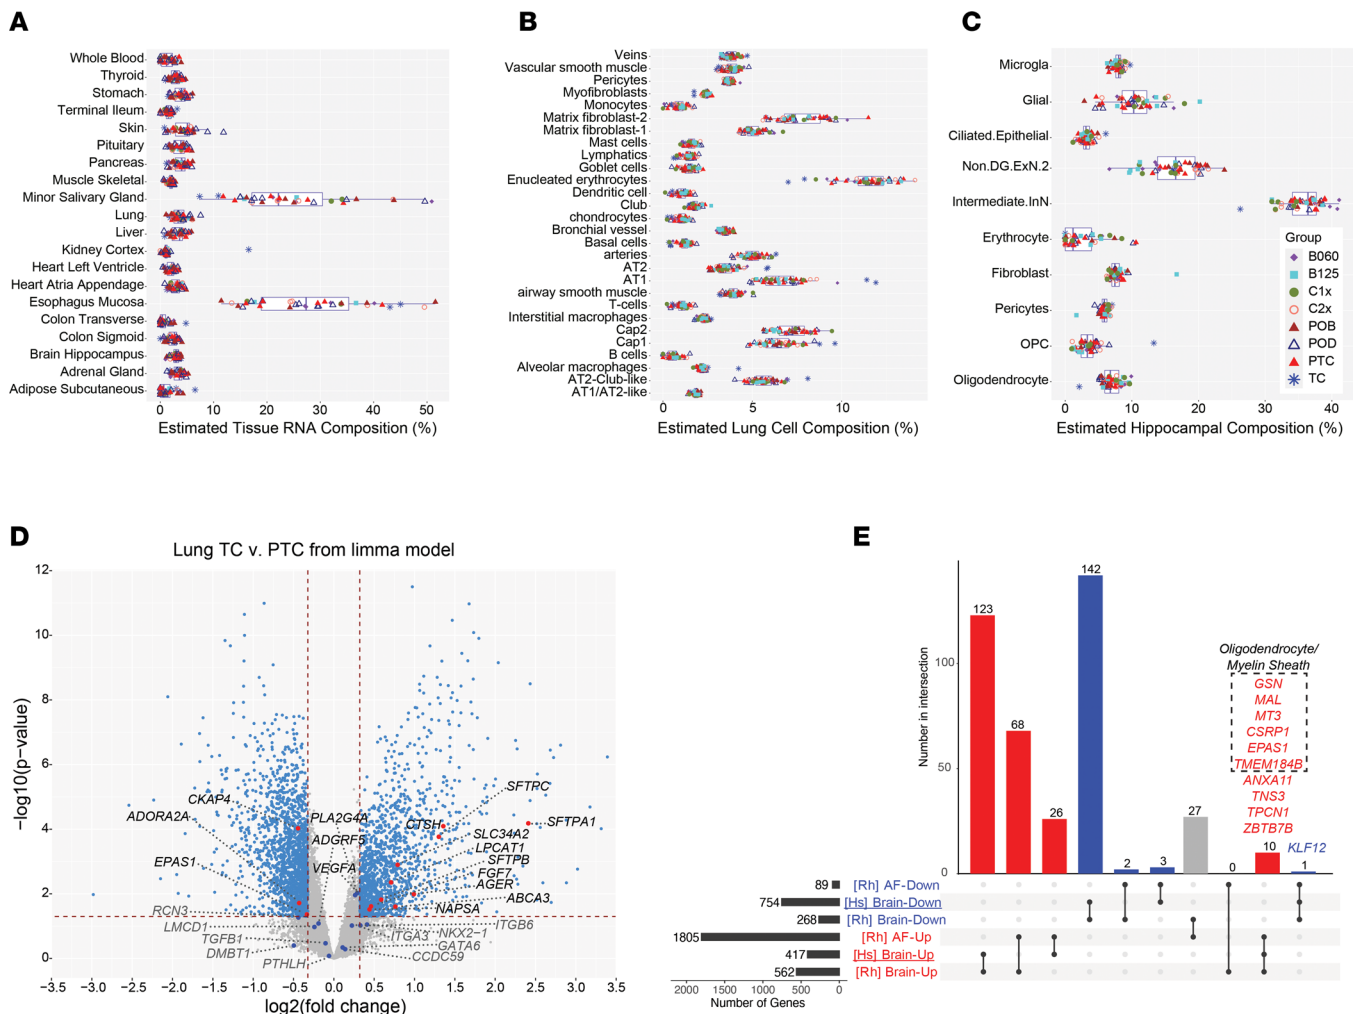 A
Whole Blood
Thyroid
Stomach
Terminal Ileum
Skin
Pituitary
Pancreas
Muscle Skeletal
Minor Salivary Gland
Lung
Liver
Kidney Cortex
Heart Left Ventricle
Heart Atria Appendage
Esophagus Mucosa
Colon Transverse
Colon Sigmoid
Brain Hippocampus
Adrenal Gland
Adipose Subcutaneous
0 10 20 30 40 50
Estimated Tissue RNA Composition (%)
B
Veins
Vascular smooth muscle
Pericytes
Myofibroblasts
Monocytes
Matrix fibroblast-2
Matrix fibroblast-1
Mast cells
Lymphatics
Goblet cells
Enucleated erythrocytes
Dendritic cell
Club
chondrocytes
Bronchial vessel
Basal cells
arteries
AT2
AT1
airway smooth muscle
T-cells
Interstitial macrophages
Cap2
Cap1
B cells
Alveolar macrophages
AT2-Club-like
AT1/AT2-like
0 5 10
Estimated Lung Cell Composition (%)
C
Microgla
Glial
Ciliated.Epithelial
Non.DG.ExN.2
Intermediate.InN
Erythrocyte
Fibroblast
Pericytes
OPC
Oligodendrocyte
0 10 20 30 40
Estimated Hippocampal Composition (%)
Group
B060
B125
C1x
C2x
POB
POD
PTC
TC
D
Lung TC v. PTC from limma model
−log10(p−value)
12
10
8
6
4
2
0
CKAP4
ADORA2A
EPAS1
RCN3
LMCD1
TGFB1
DMBT1
PTHLH
PLA2G4A
ADGRF5
VEGFA
CTSH
SFTPC
SFTPA1
SLC34A2
LPCAT1
SFTPB
FGF7
AGER
ABCA3
NAPSA
ITGB6
NKX2−1
ITGA3
GATA6
CCDC59
−3.5 −3.0 −2.5 −2.0 −1.5 −1.0 −0.5 0.0 0.5 1.0 1.5 2.0 2.5 3.0 3.5
log2(fold change)
E
Number in intersection
100
50
0
123
68
26
142
2
3
27
0
10
1
Oligodendrocyte/
Myelin Sheath
GSN
MAL
MT3
CSRP1
EPAS1
TMEM184B
ANXA11
TNS3
TPCN1
ZBTB7B
KLF12
89 [Rh] AF-Down
754 [Hs] Brain-Down
268 [Rh] Brain-Down
1805 [Rh] AF-Up
417 [Hs] Brain-Up
562 [Rh] Brain-Up
2000 1000 500 0
Number of Genes